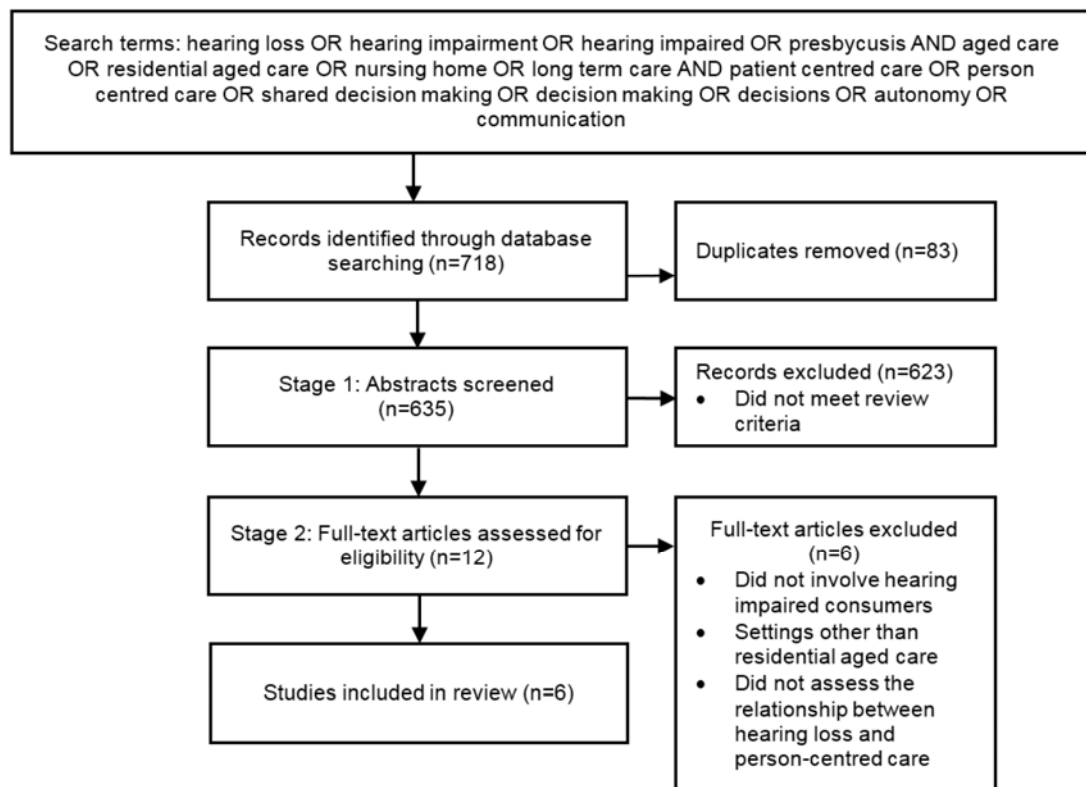 Search terms: hearing loss OR hearing impairment OR hearing impaired OR presbycusis AND aged care
OR residential aged care OR nursing home OR long term care AND patient centred care OR person
centred care OR shared decision making OR decision making OR decisions OR autonomy OR
communication
Records identified through database
searching (n=718)
Duplicates removed (n=83)
Stage 1: Abstracts screened
(n=635)
Records excluded (n=623)
• Did not meet review
criteria
Stage 2: Full-text articles assessed for
eligibility (n=12)
Full-text articles excluded
(n=6)
• Did not involve hearing
impaired consumers
• Settings other than
residential aged care
• Did not assess the
relationship between
hearing loss and
person-centred care
Studies included in review (n=6)